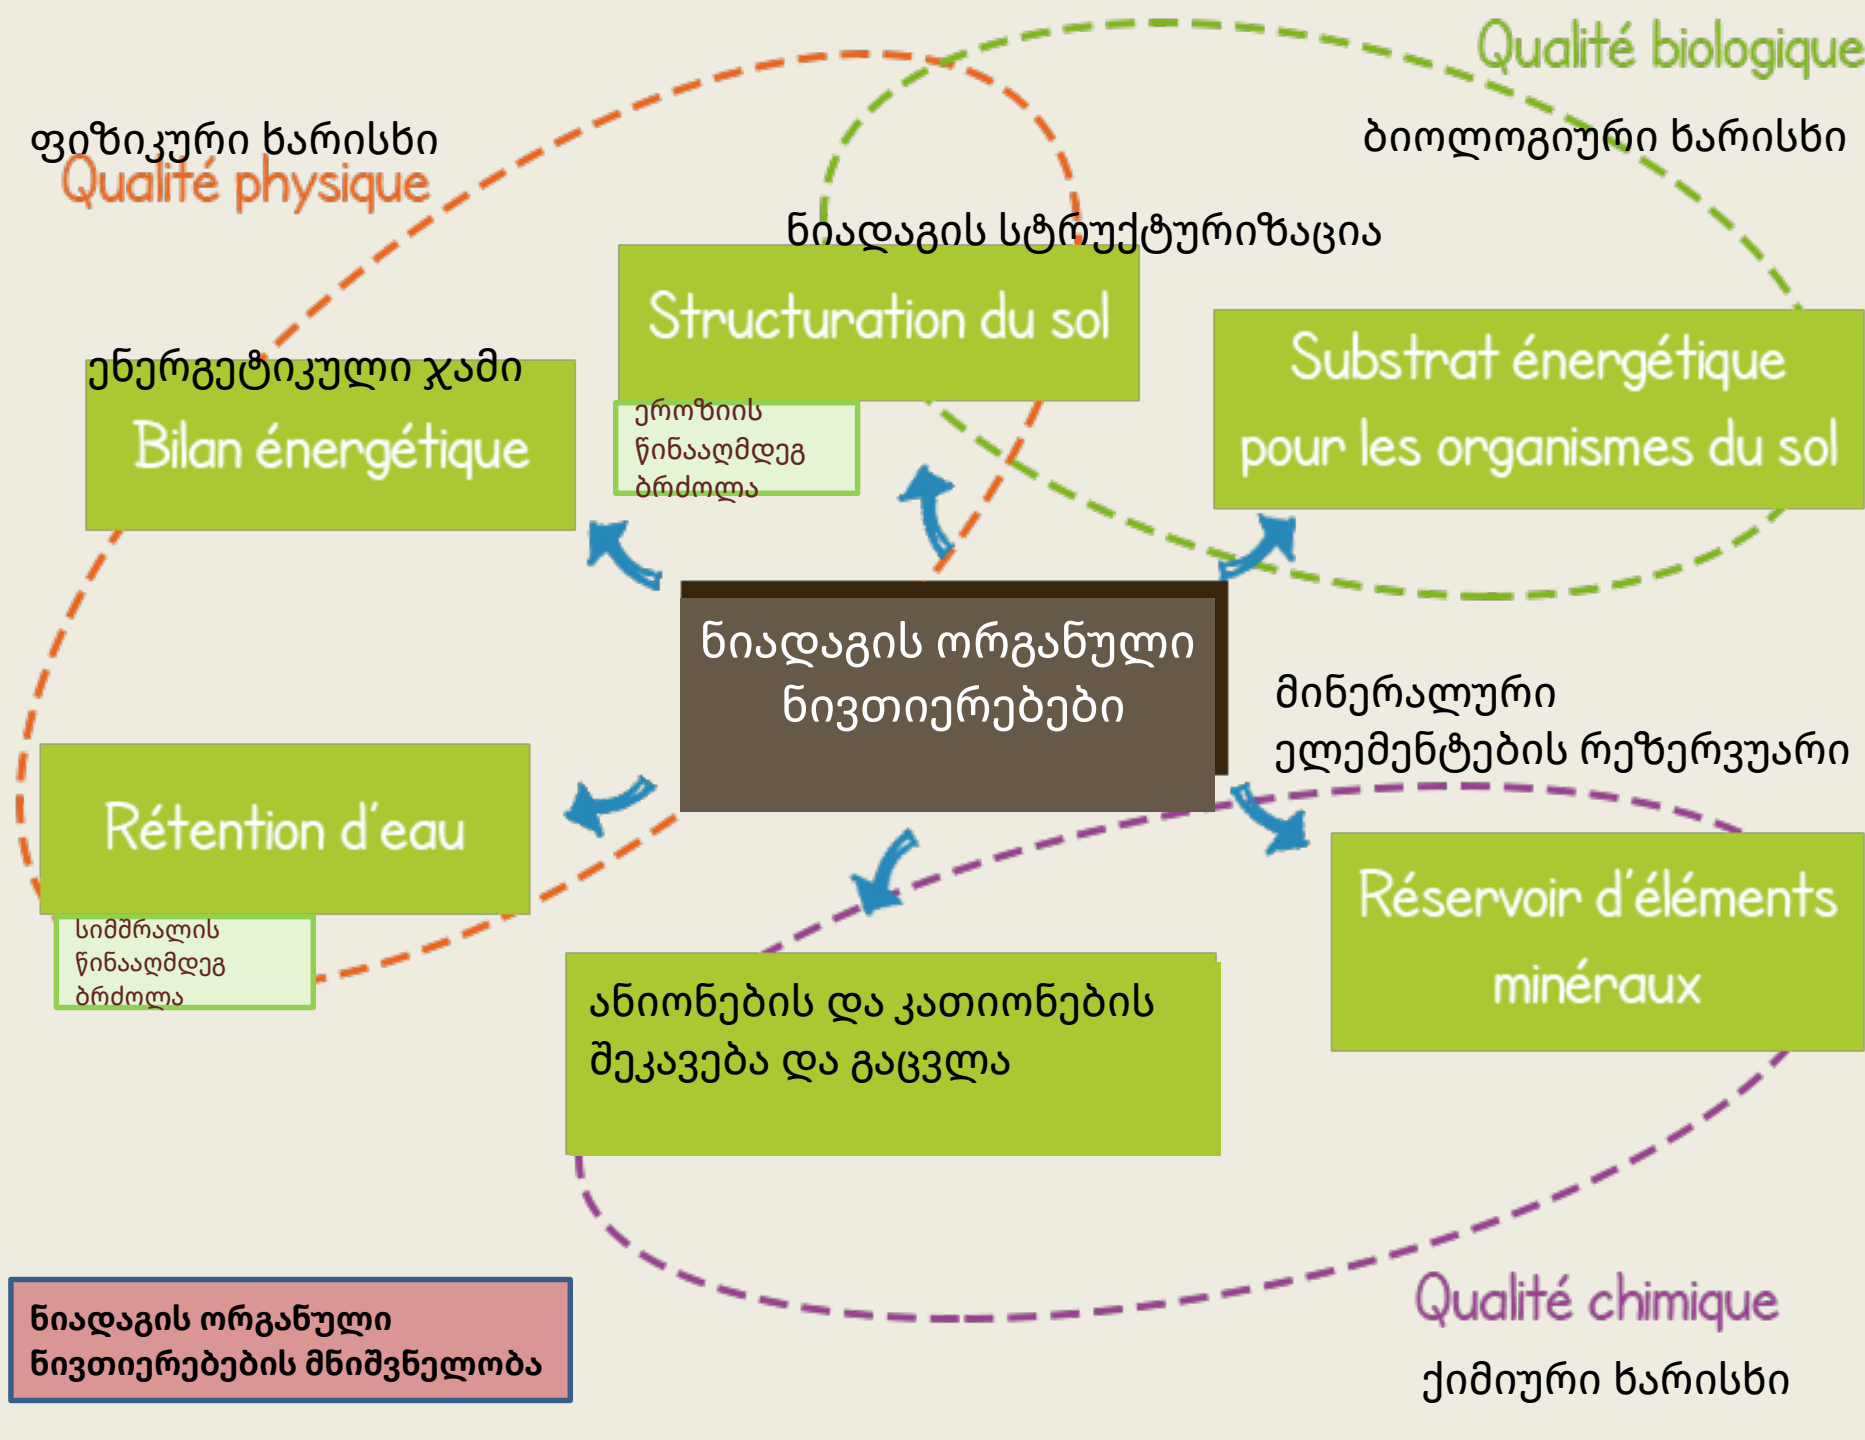 Qualité biologique
ბიოლოგიური ხარისხი
ფიზიკური ხარისხი
Qualité physique
ნიადაგის სტრუქტურიზაცია
Structuration du sol
ეროზიის
წინააღმდეგ
ბრძოლა
ენერგეტიკული ჯამი
Bilan énergétique
Substrat énergétique
pour les organismes du sol
ნიადაგის ორგანული
ნივთიერებები
მინერალური
ელემენტების რეზერვუარი
Réservoir d'éléments
minéraux
Rétention d'eau
სიმშრალის
წინააღმდეგ
ბრძოლა
ანიონების და კათიონების
შეკავება და გაცვლა
Qualité chimique
ქიმიური ხარისხი
ნიადაგის ორგანული
ნივთიერებების მნიშვნელობა